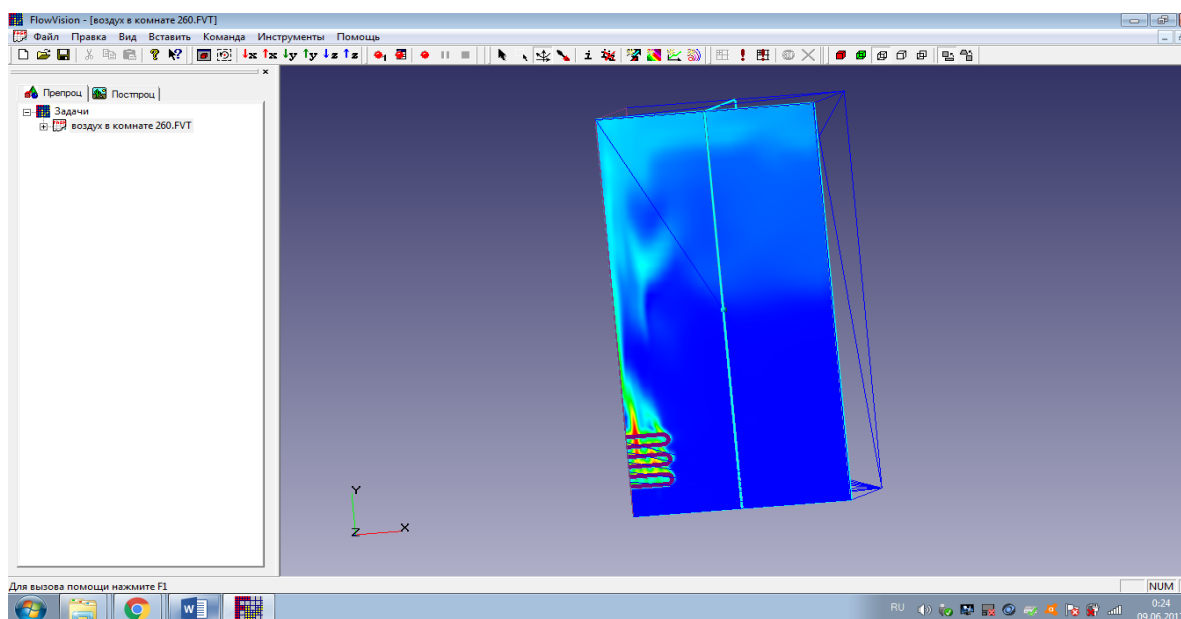 FlowVision - [воздух в комнате 260.FVT]
Файл Правка Вид Вставить Команда Инструменты Помощь
Препроц Постпроц
Задачи
воздух в комнате 260.FVT
Y
Z X
Для вызова помощи нажмите F1
NUM
RU
0:24